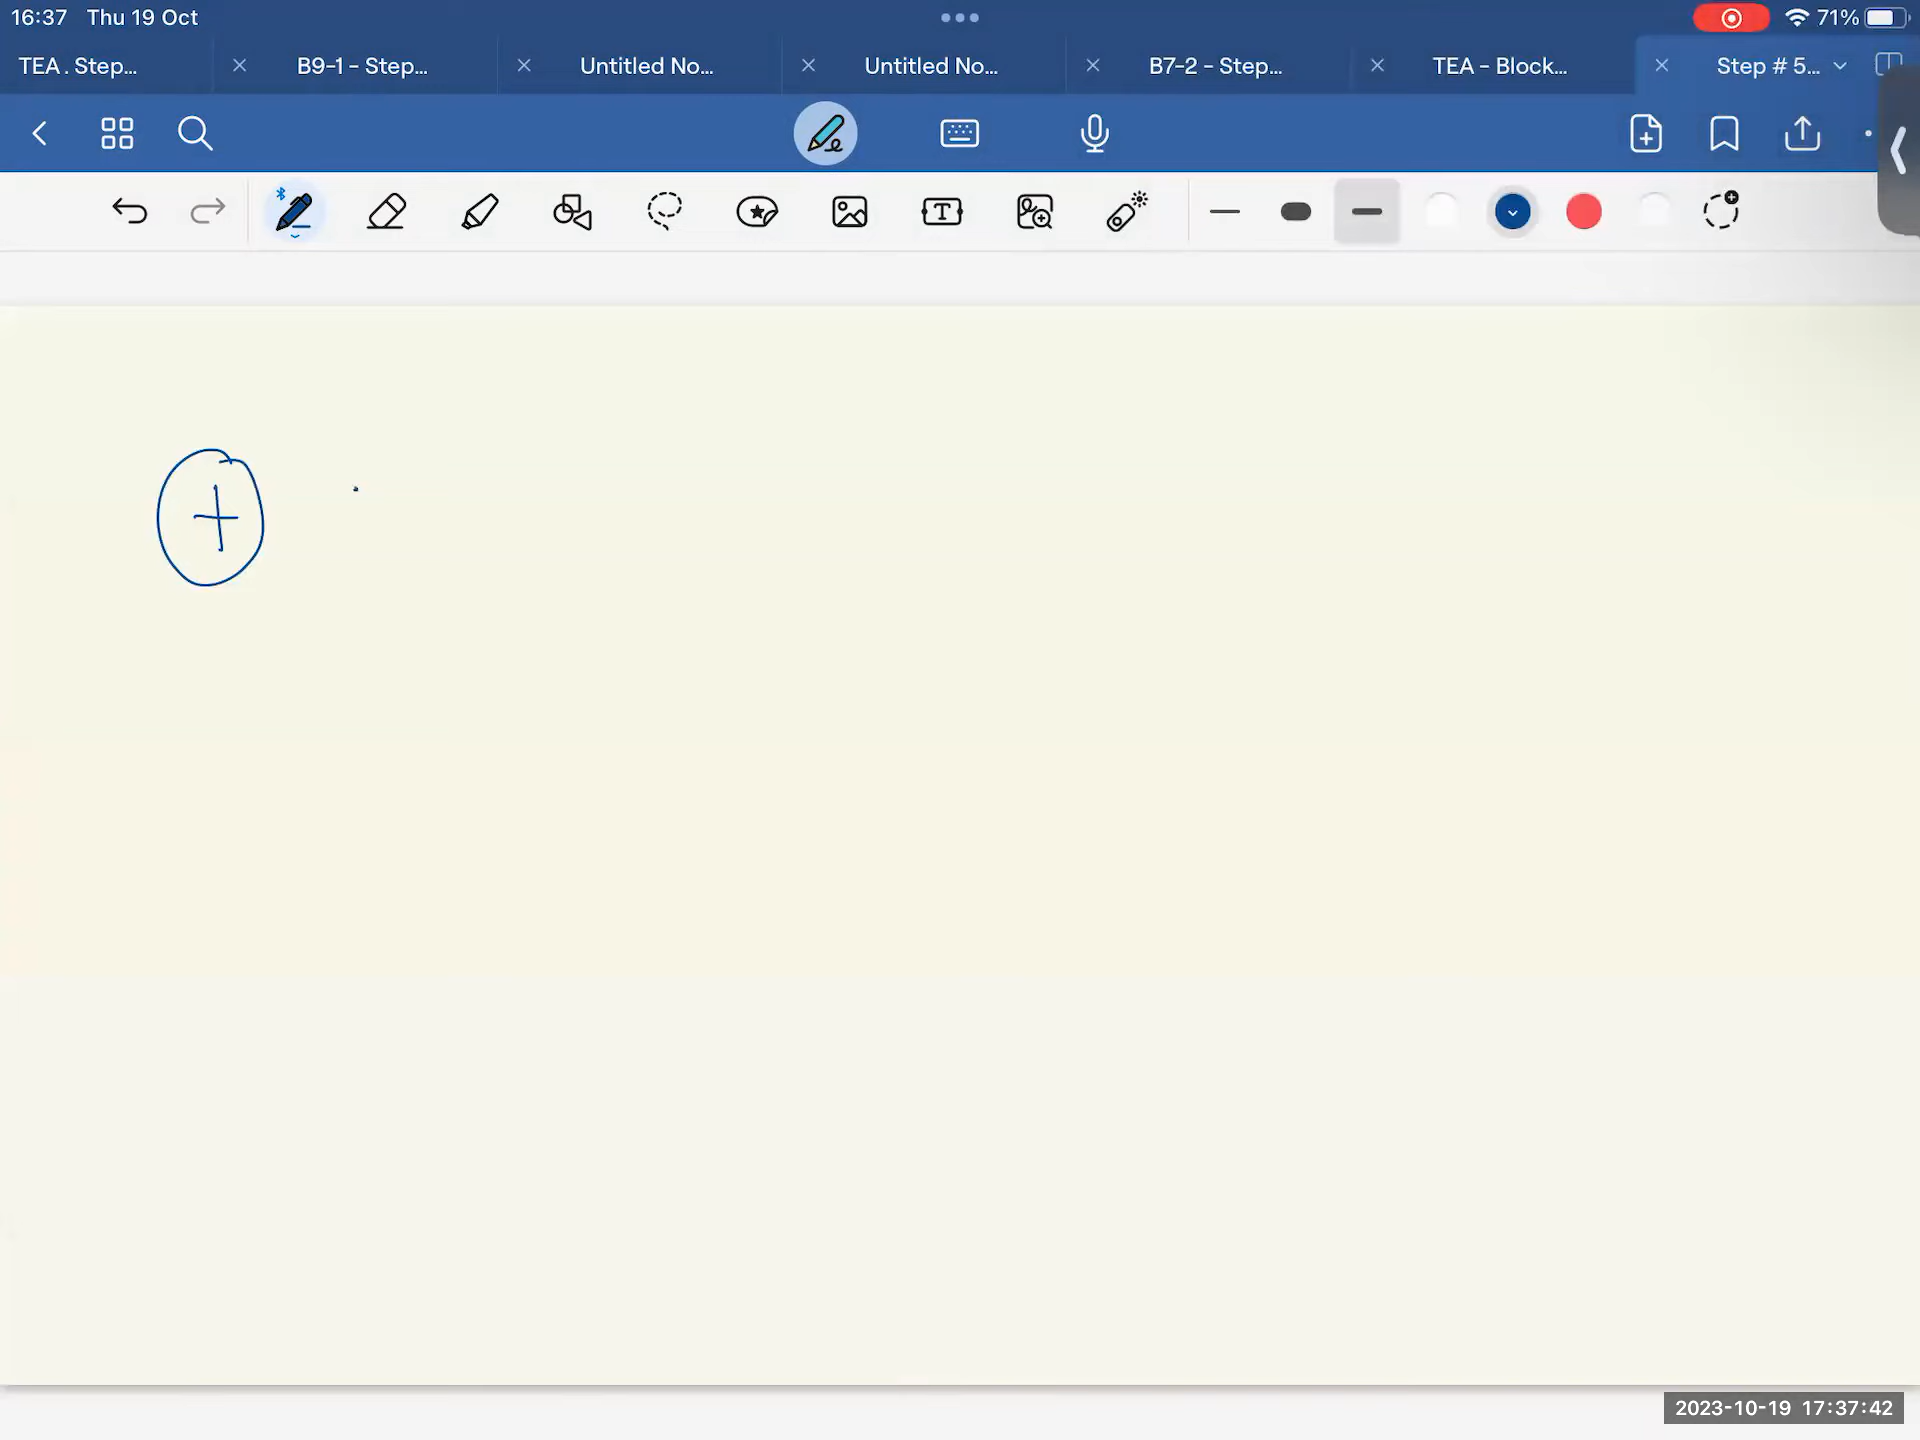 16:37 Thu 19 Oct 71%
TEA . Step... B9-1 - Step... Untitled No... Untitled No... B7-2 - Step... TEA - Block... Step # 5...
T
+
2023-10-19 17:37:42